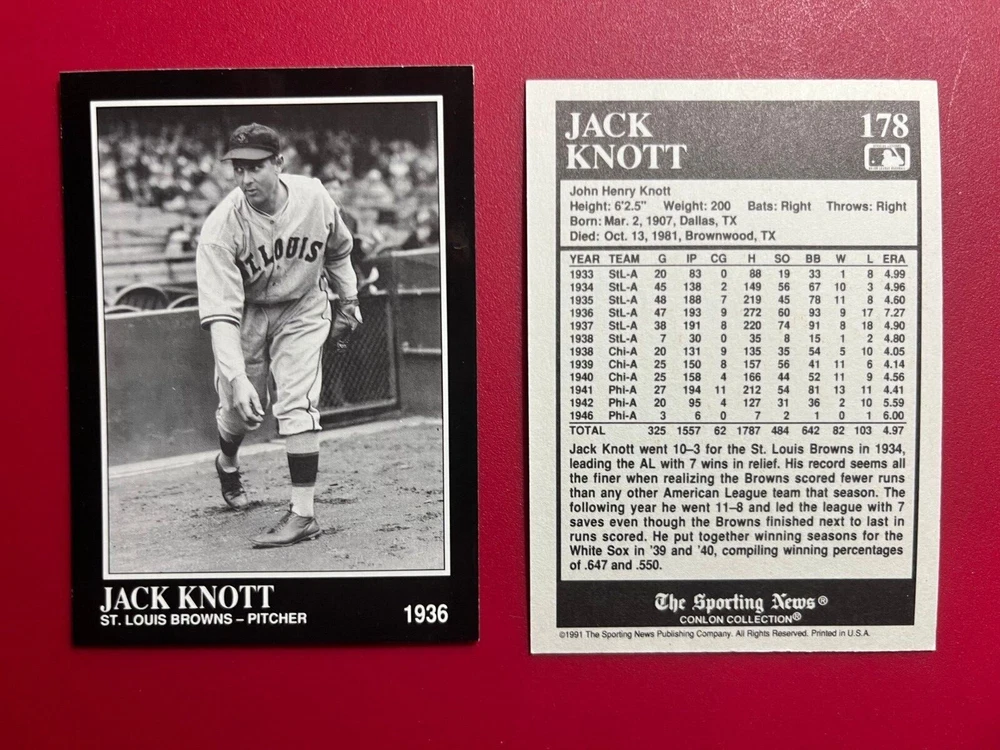 ST. LOUIS
JACK KNOTT
ST. LOUIS BROWNS – PITCHER
1936
JACK
KNOTT
178
John Henry Knott
Height: 6'2.5" Weight: 200 Bats: Right Throws: Right
Born: Mar. 2, 1907, Dallas, TX
Died: Oct. 13, 1981, Brownwood, TX
YEAR TEAM G IP CG H SO BB W L ERA
1933 StL-A 20 83 0 88 19 33 1 8 4.99
1934 StL-A 45 138 2 149 56 67 10 3 4.96
1935 StL-A 48 188 7 219 45 78 11 8 4.60
1936 StL-A 47 193 9 272 60 93 9 17 7.27
1937 StL-A 38 191 8 220 74 91 8 18 4.90
1938 StL-A 7 30 0 35 8 15 1 2 4.80
1938 Chi-A 20 131 9 135 35 54 5 10 4.05
1939 Chi-A 25 150 8 157 56 41 11 6 4.14
1940 Chi-A 25 158 4 166 44 52 11 9 4.56
1941 Phi-A 27 194 11 212 54 81 13 11 4.41
1942 Phi-A 20 95 4 127 31 36 2 10 5.59
1946 Phi-A 3 6 0 7 2 1 0 1 6.00
TOTAL 325 1557 62 1787 484 642 82 103 4.97
Jack Knott went 10–3 for the St. Louis Browns in 1934,
leading the AL with 7 wins in relief. His record seems all
the finer when realizing the Browns scored fewer runs
than any other American League team that season. The
following year he went 11–8 and led the league with 7
saves even though the Browns finished next to last in
runs scored. He put together winning seasons for the
White Sox in '39 and '40, compiling winning percentages
of .647 and .550.
The Sporting News®
CONLON COLLECTION®
©1991 The Sporting News Publishing Company. All Rights Reserved. Printed in U.S.A.